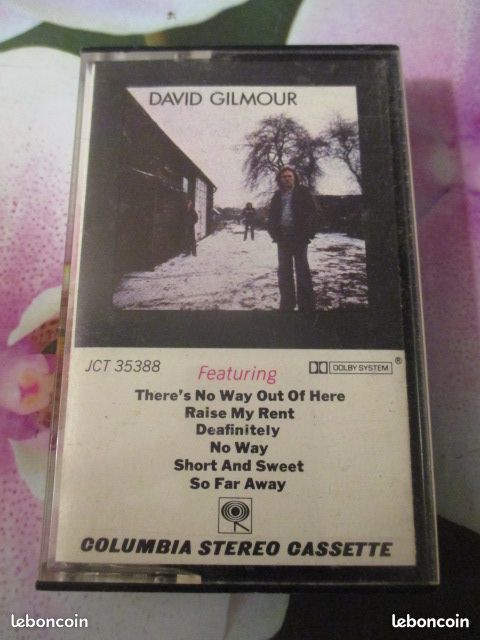 DAVID GILMOUR
JCT 35388
Featuring
DOLBY SYSTEM ®
There's No Way Out Of Here
Raise My Rent
Deafinitely
No Way
Short And Sweet
So Far Away
COLUMBIA STEREO CASSETTE
leboncoin
leboncoin